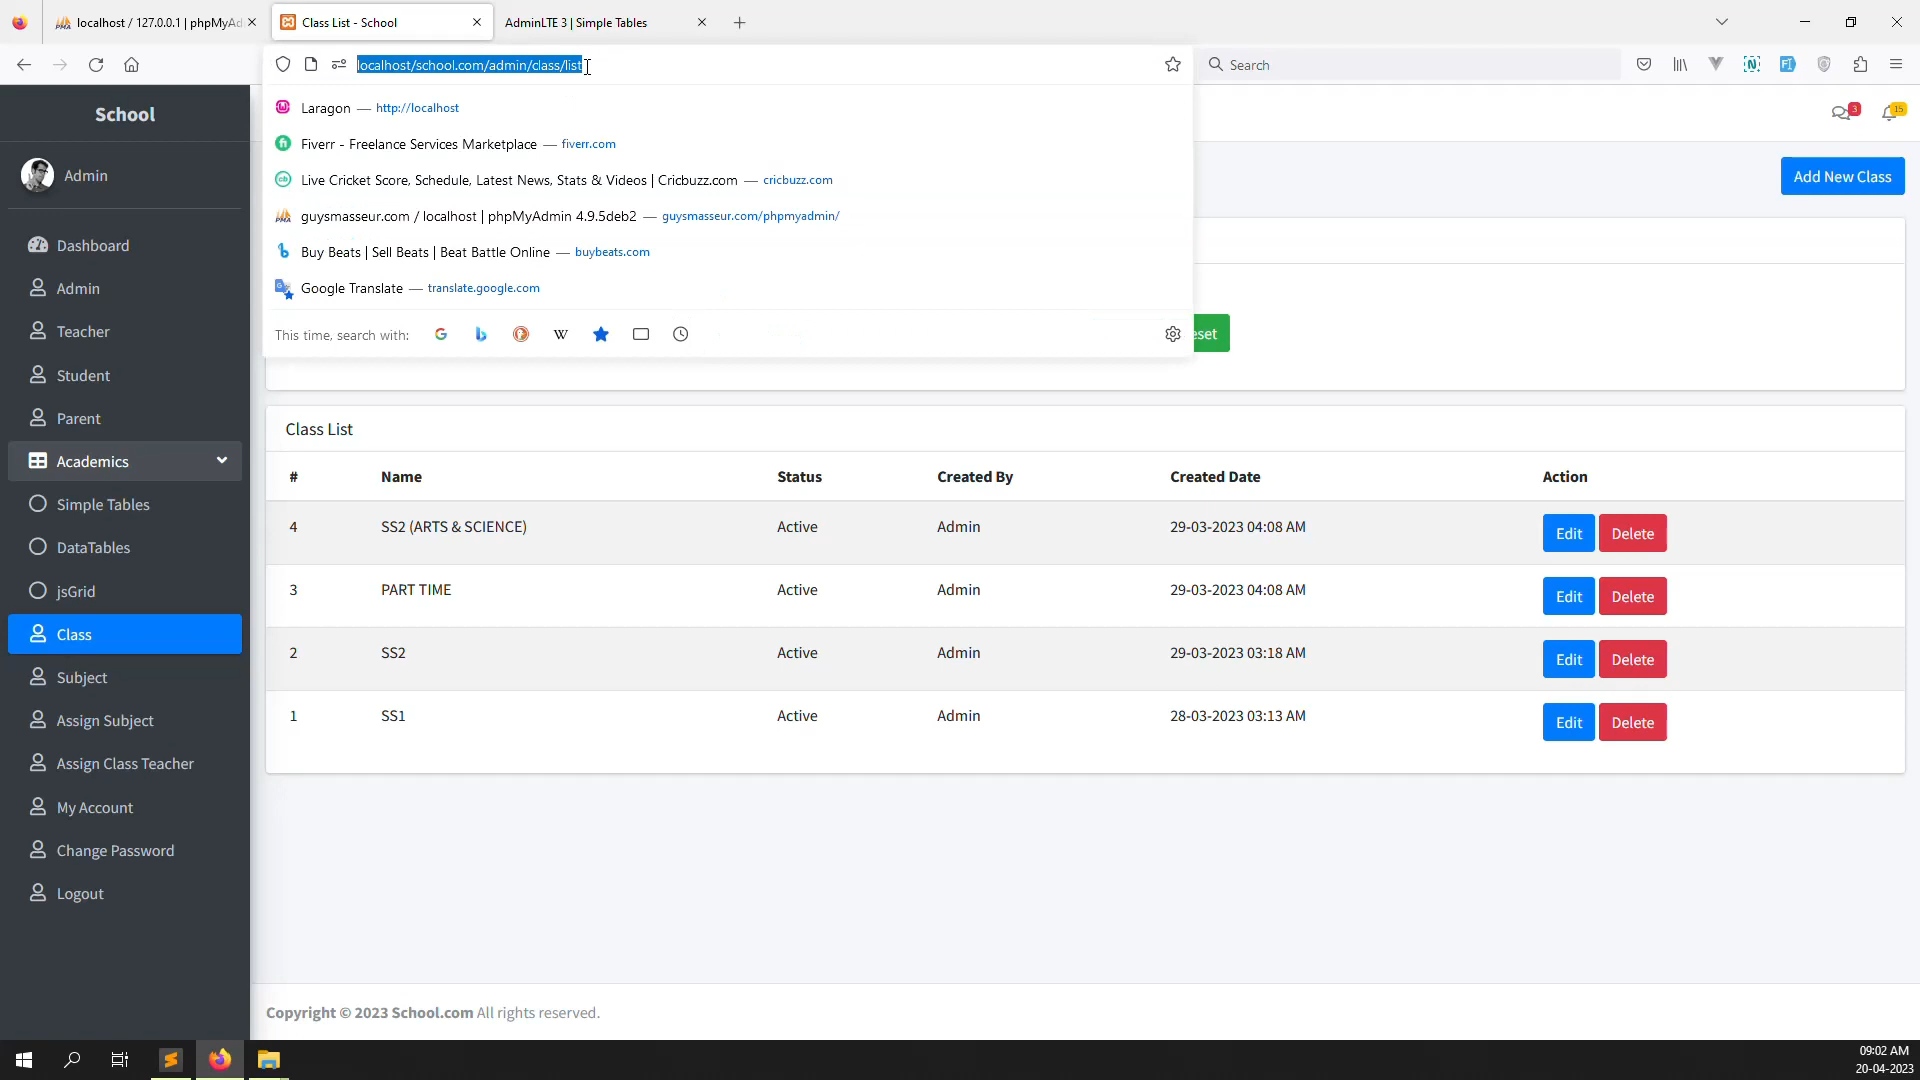 localhost / 127.0.0.1 | phpMyAd
Class List - School
AdminLTE 3 | Simple Tables
localhost/school.com/admin/class/list
Search
Laragon — http://localhost
Fiverr - Freelance Services Marketplace — fiverr.com
Live Cricket Score, Schedule, Latest News, Stats & Videos | Cricbuzz.com — cricbuzz.com
guysmasseur.com / localhost | phpMyAdmin 4.9.5deb2 — guysmasseur.com/phpmyadmin/
Buy Beats | Sell Beats | Beat Battle Online — buybeats.com
Google Translate — translate.google.com
This time, search with:
School
Admin
Dashboard
Admin
Teacher
Student
Parent
Academics
Simple Tables
DataTables
jsGrid
Class
Subject
Assign Subject
Assign Class Teacher
My Account
Change Password
Logout
3
15
Add New Class
eset
Class List
# Name Status Created By Created Date Action
4 SS2 (ARTS & SCIENCE) Active Admin 29-03-2023 04:08 AM Edit Delete
3 PART TIME Active Admin 29-03-2023 04:08 AM Edit Delete
2 SS2 Active Admin 29-03-2023 03:18 AM Edit Delete
1 SS1 Active Admin 28-03-2023 03:13 AM Edit Delete
Copyright © 2023 School.com All rights reserved.
09:02 AM
20-04-2023